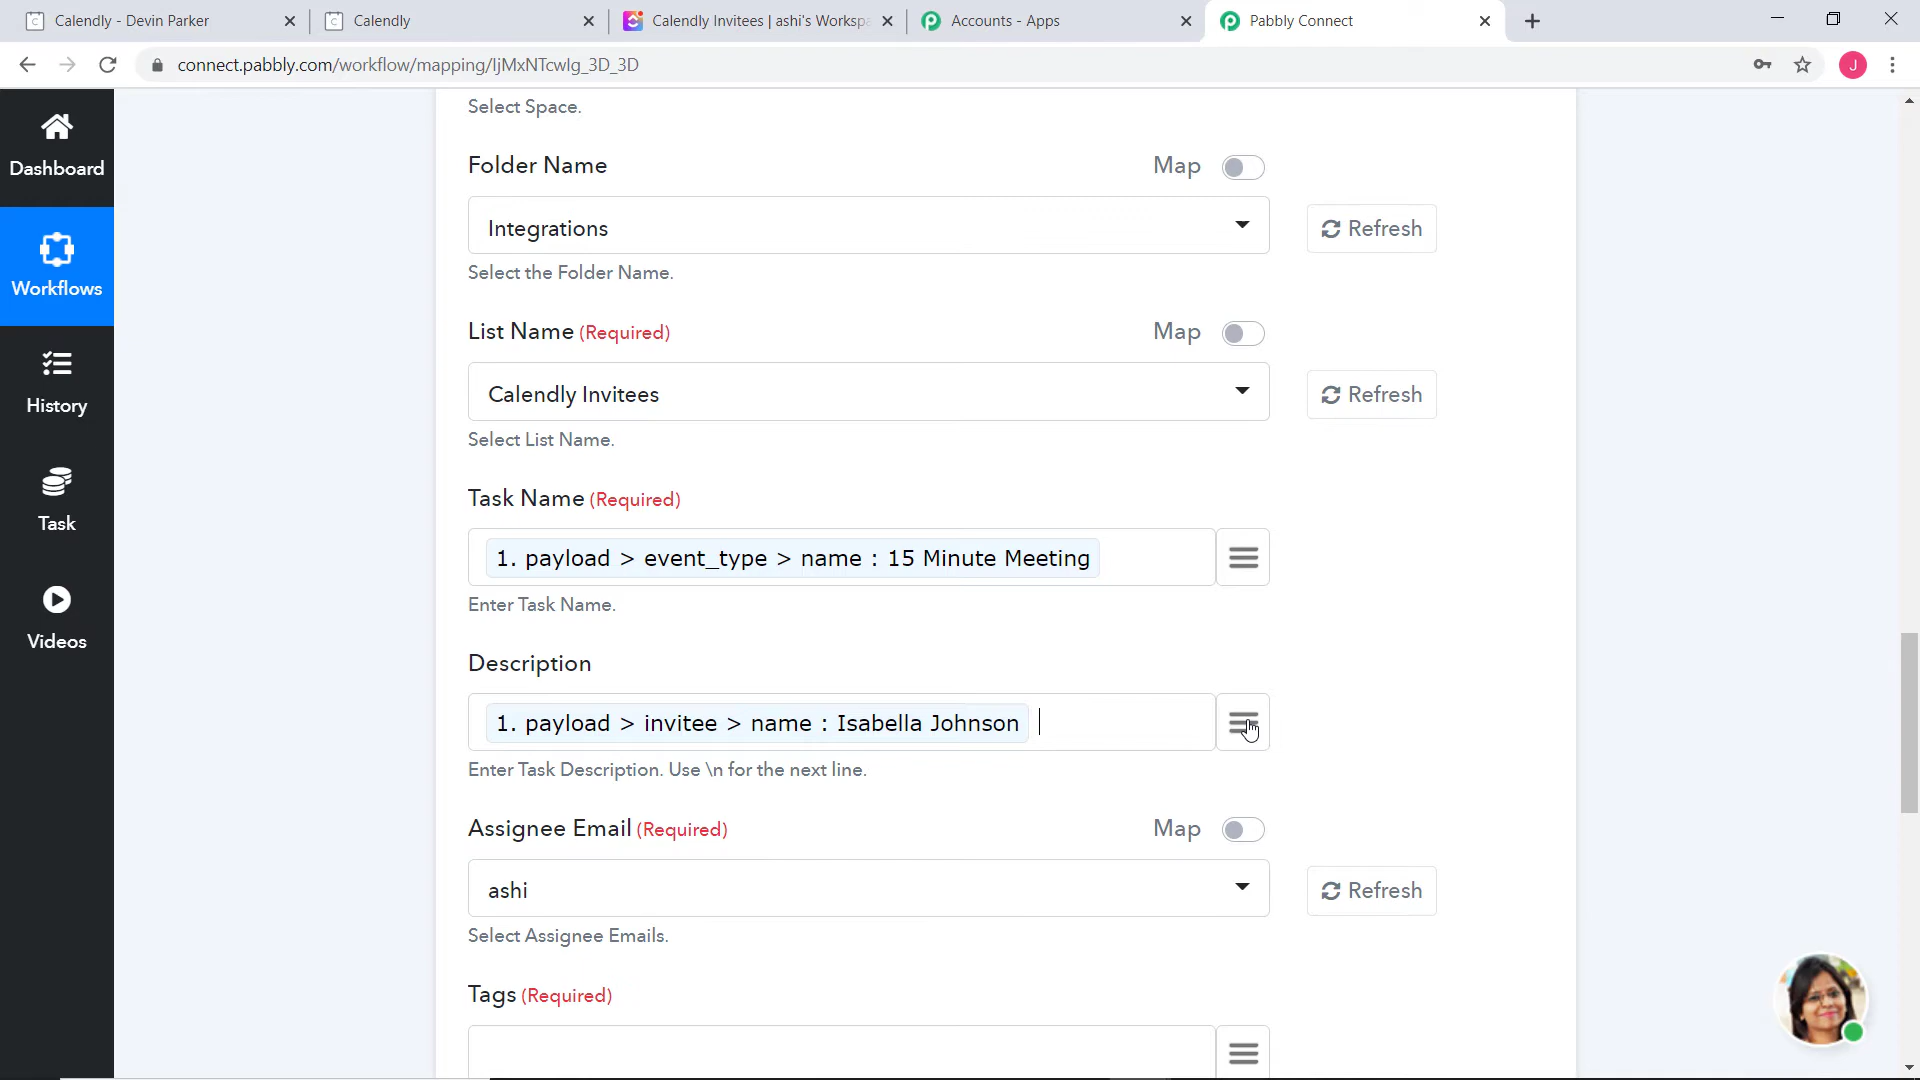 Calendly - Devin Parker
Calendly
Calendly Invitees | ashi's Workspa
Accounts - Apps
Pabbly Connect
connect.pabbly.com/workflow/mapping/IjMxNTcwIg_3D_3D
J
Dashboard
Workflows
History
Task
Videos
Select Space.
Folder Name
Map
Integrations
Refresh
Select the Folder Name.
List Name (Required)
Map
Calendly Invitees
Refresh
Select List Name.
Task Name (Required)
1. payload > event_type > name : 15 Minute Meeting
Enter Task Name.
Description
1. payload > invitee > name : Isabella Johnson
Enter Task Description. Use \n for the next line.
Assignee Email (Required)
Map
ashi
Refresh
Select Assignee Emails.
Tags (Required)